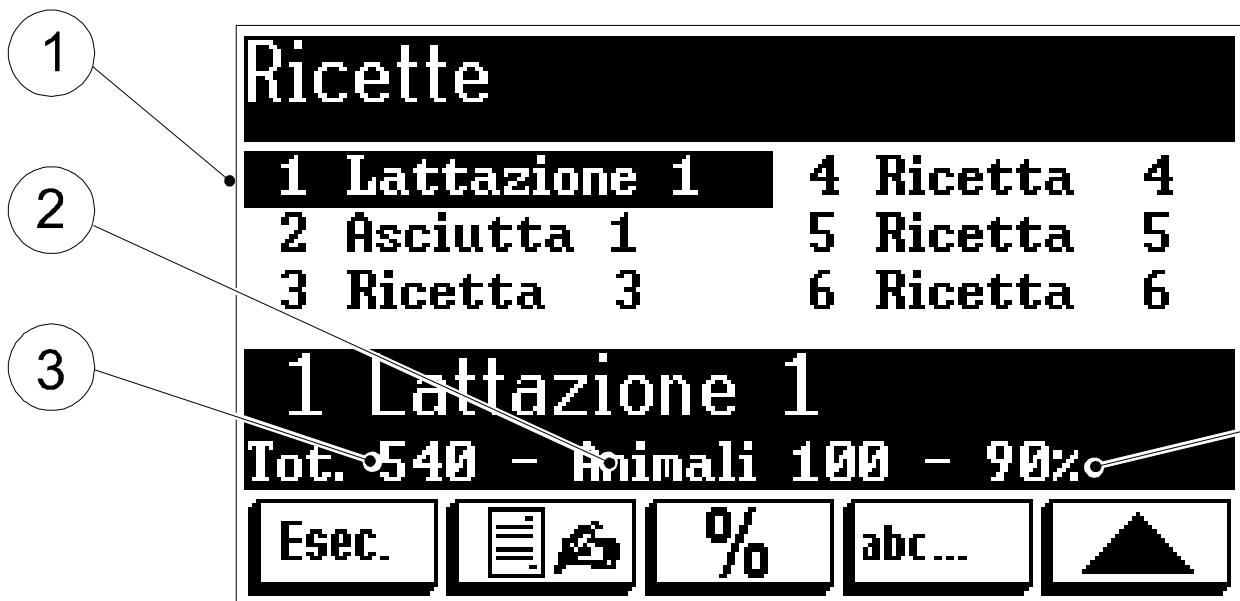 1
Ricette
1 Lattazione 1 4 Ricetta 4
2
2 Asciutta 1 5 Ricetta 5
3 Ricetta 3 6 Ricetta 6
3
1 Lattazione 1
Tot. 540 - Animali 100 - 90%
Esec. % abc...